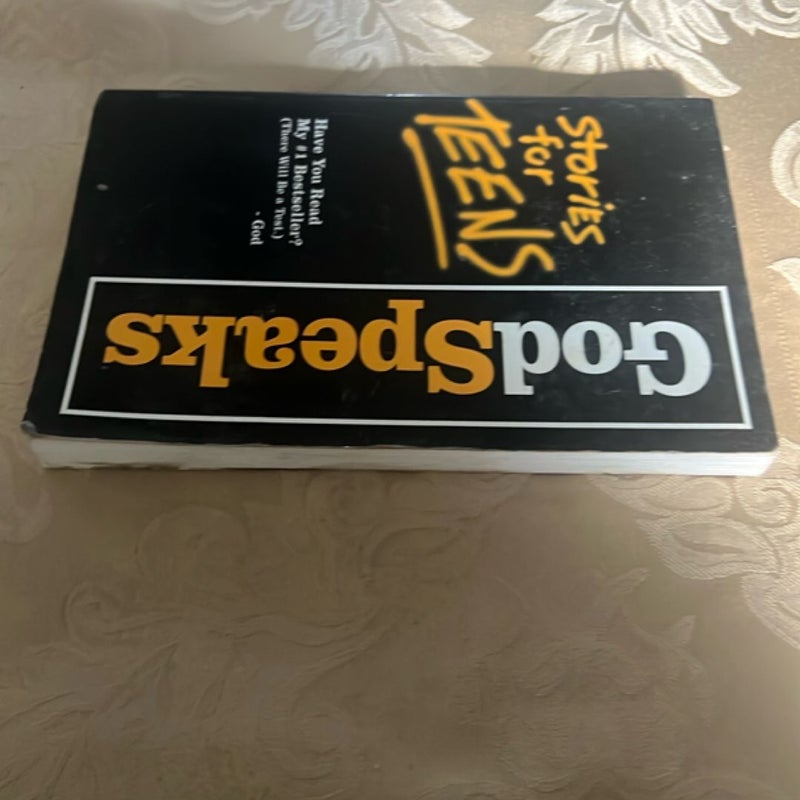 GodSpeaks
Stories
for
TEENS
Have You Read
My #1 Bestseller?
(There Will Be a Test.)
- God